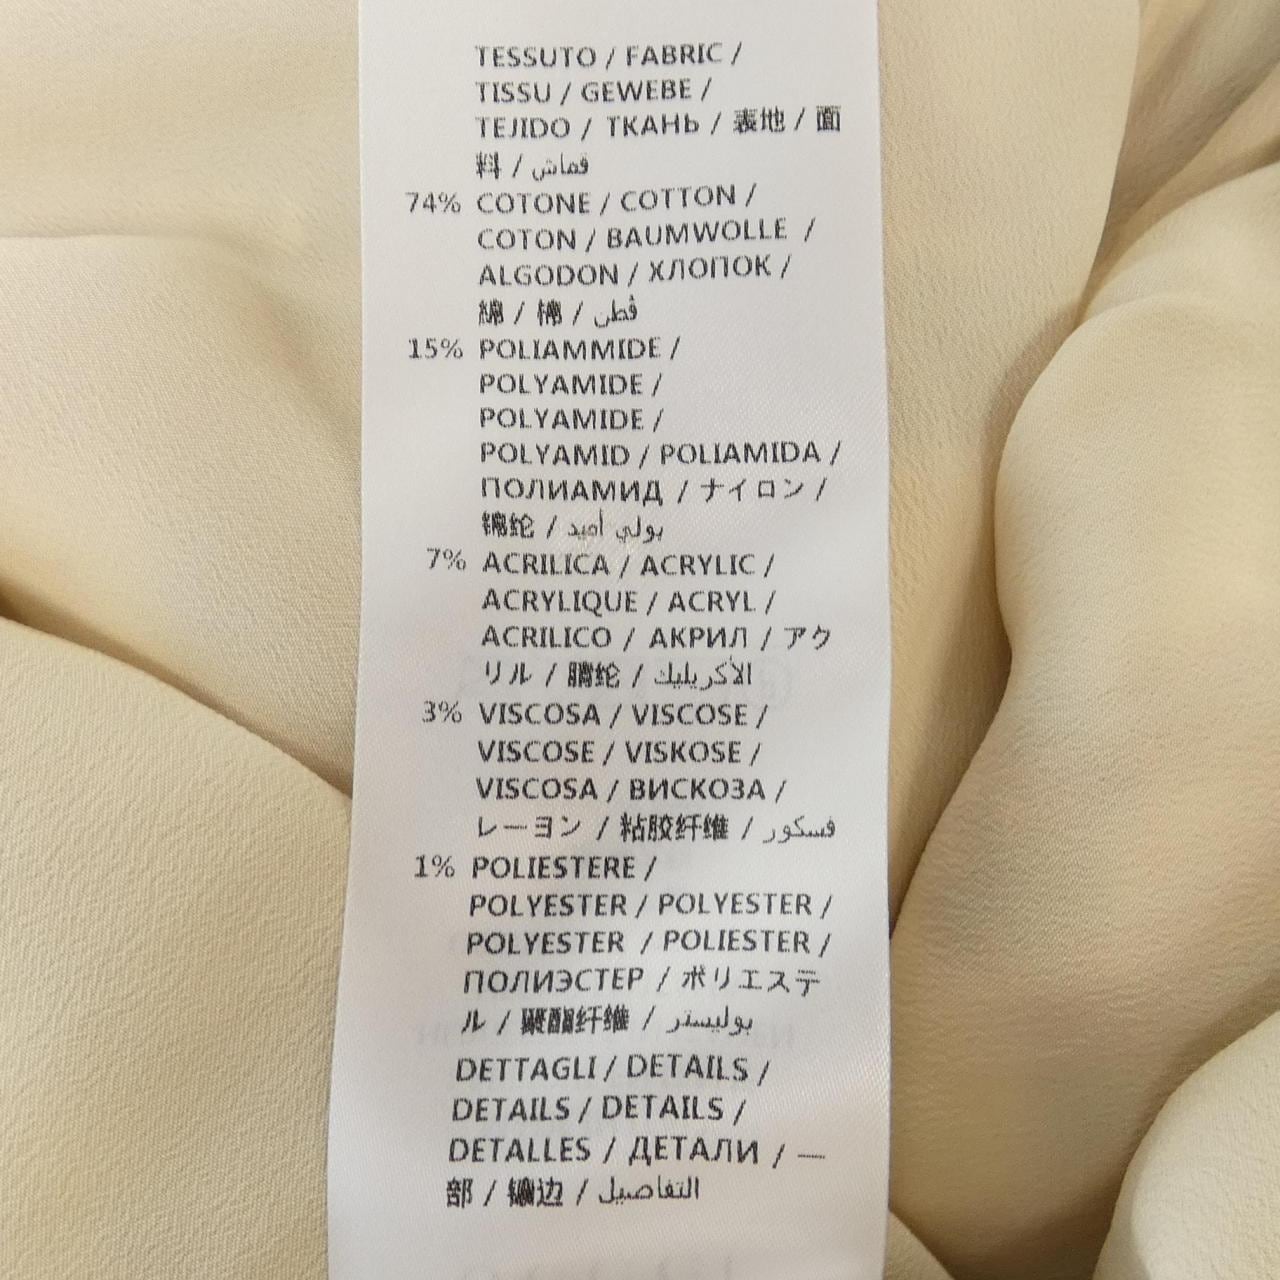 TESSUTO / FABRIC /
TISSU / GEWEBE /
TEJIDO / ТКАНЬ / 表地 / 面
料 / قماش
74% COTONE / COTTON /
COTON / BAUMWOLLE /
ALGODON / ХЛОПОК /
綿 / 棉 / قطن
15% POLIAMMIDE /
POLYAMIDE /
POLYAMIDE /
POLYAMID / POLIAMIDA /
ПОЛИАМИД / ナイロン /
锦纶 / بولي أميد
7% ACRILICA / ACRYLIC /
ACRYLIQUE / ACRYL /
ACRILICO / АКРИЛ / アク
リル / 腈纶 / الأكريليك
3% VISCOSA / VISCOSE /
VISCOSE / VISKOSE /
VISCOSA / ВИСКОЗА /
レーヨン / 粘胶纤维 / فسكور
1% POLIESTERE /
POLYESTER / POLYESTER /
POLYESTER / POLIESTER /
ПОЛИЭСТЕР / ポリエステ
ル / 聚酯纤维 / بوليستر
DETTAGLI / DETAILS /
DETAILS / DETAILS /
DETALLES / ДЕТАЛИ / 一
部 / 镶边 / التفاصيل